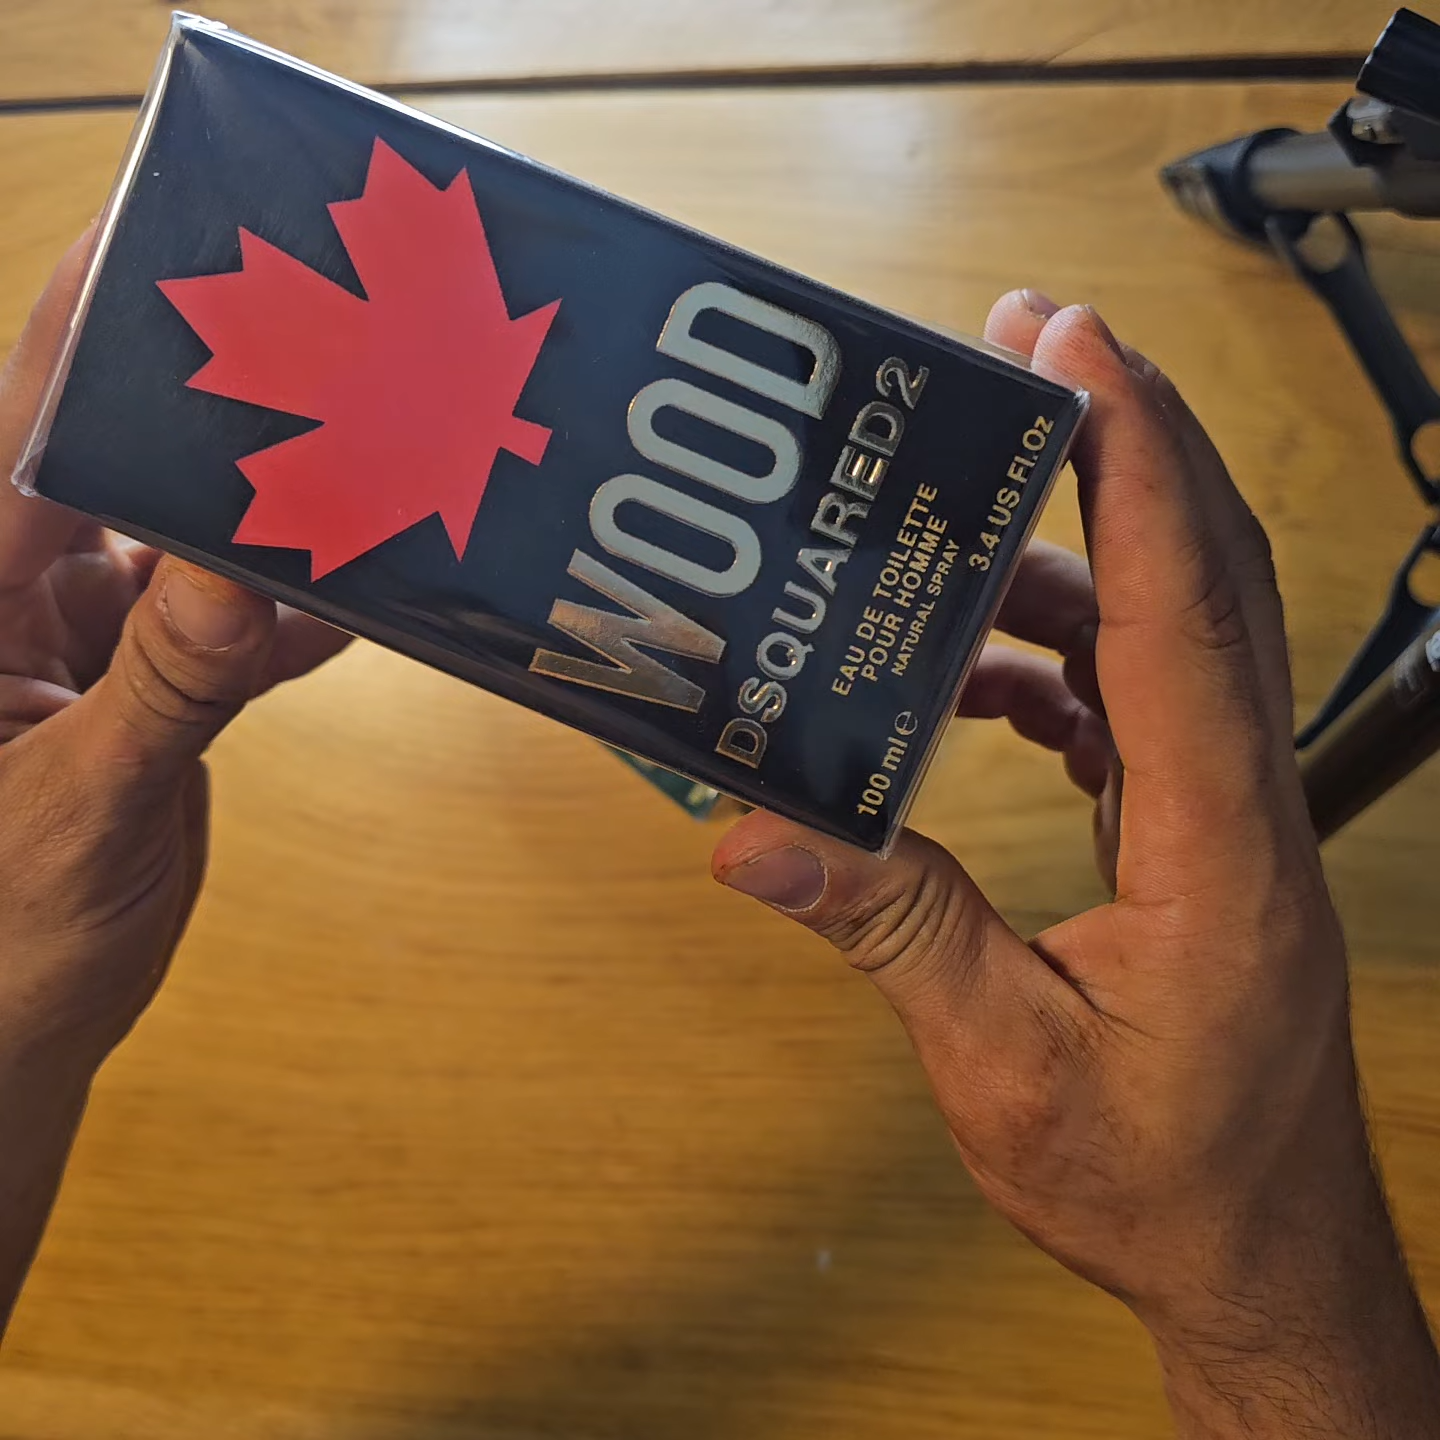 WOOD
DSQUARED2
EAU DE TOILETTE
POUR HOMME
NATURAL SPRAY
100 ml e 3.4 US Fl.Oz